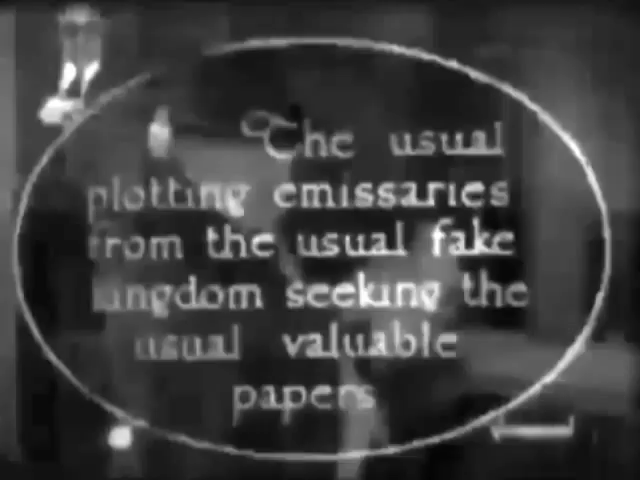 The usual
plotting emissaries
from the usual fake
kingdom seeking the
usual valuable
papers